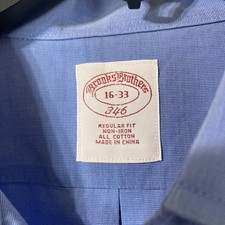 Brooks Brothers
16-33
346
REGULAR FIT
NON-IRON
ALL COTTON
MADE IN CHINA